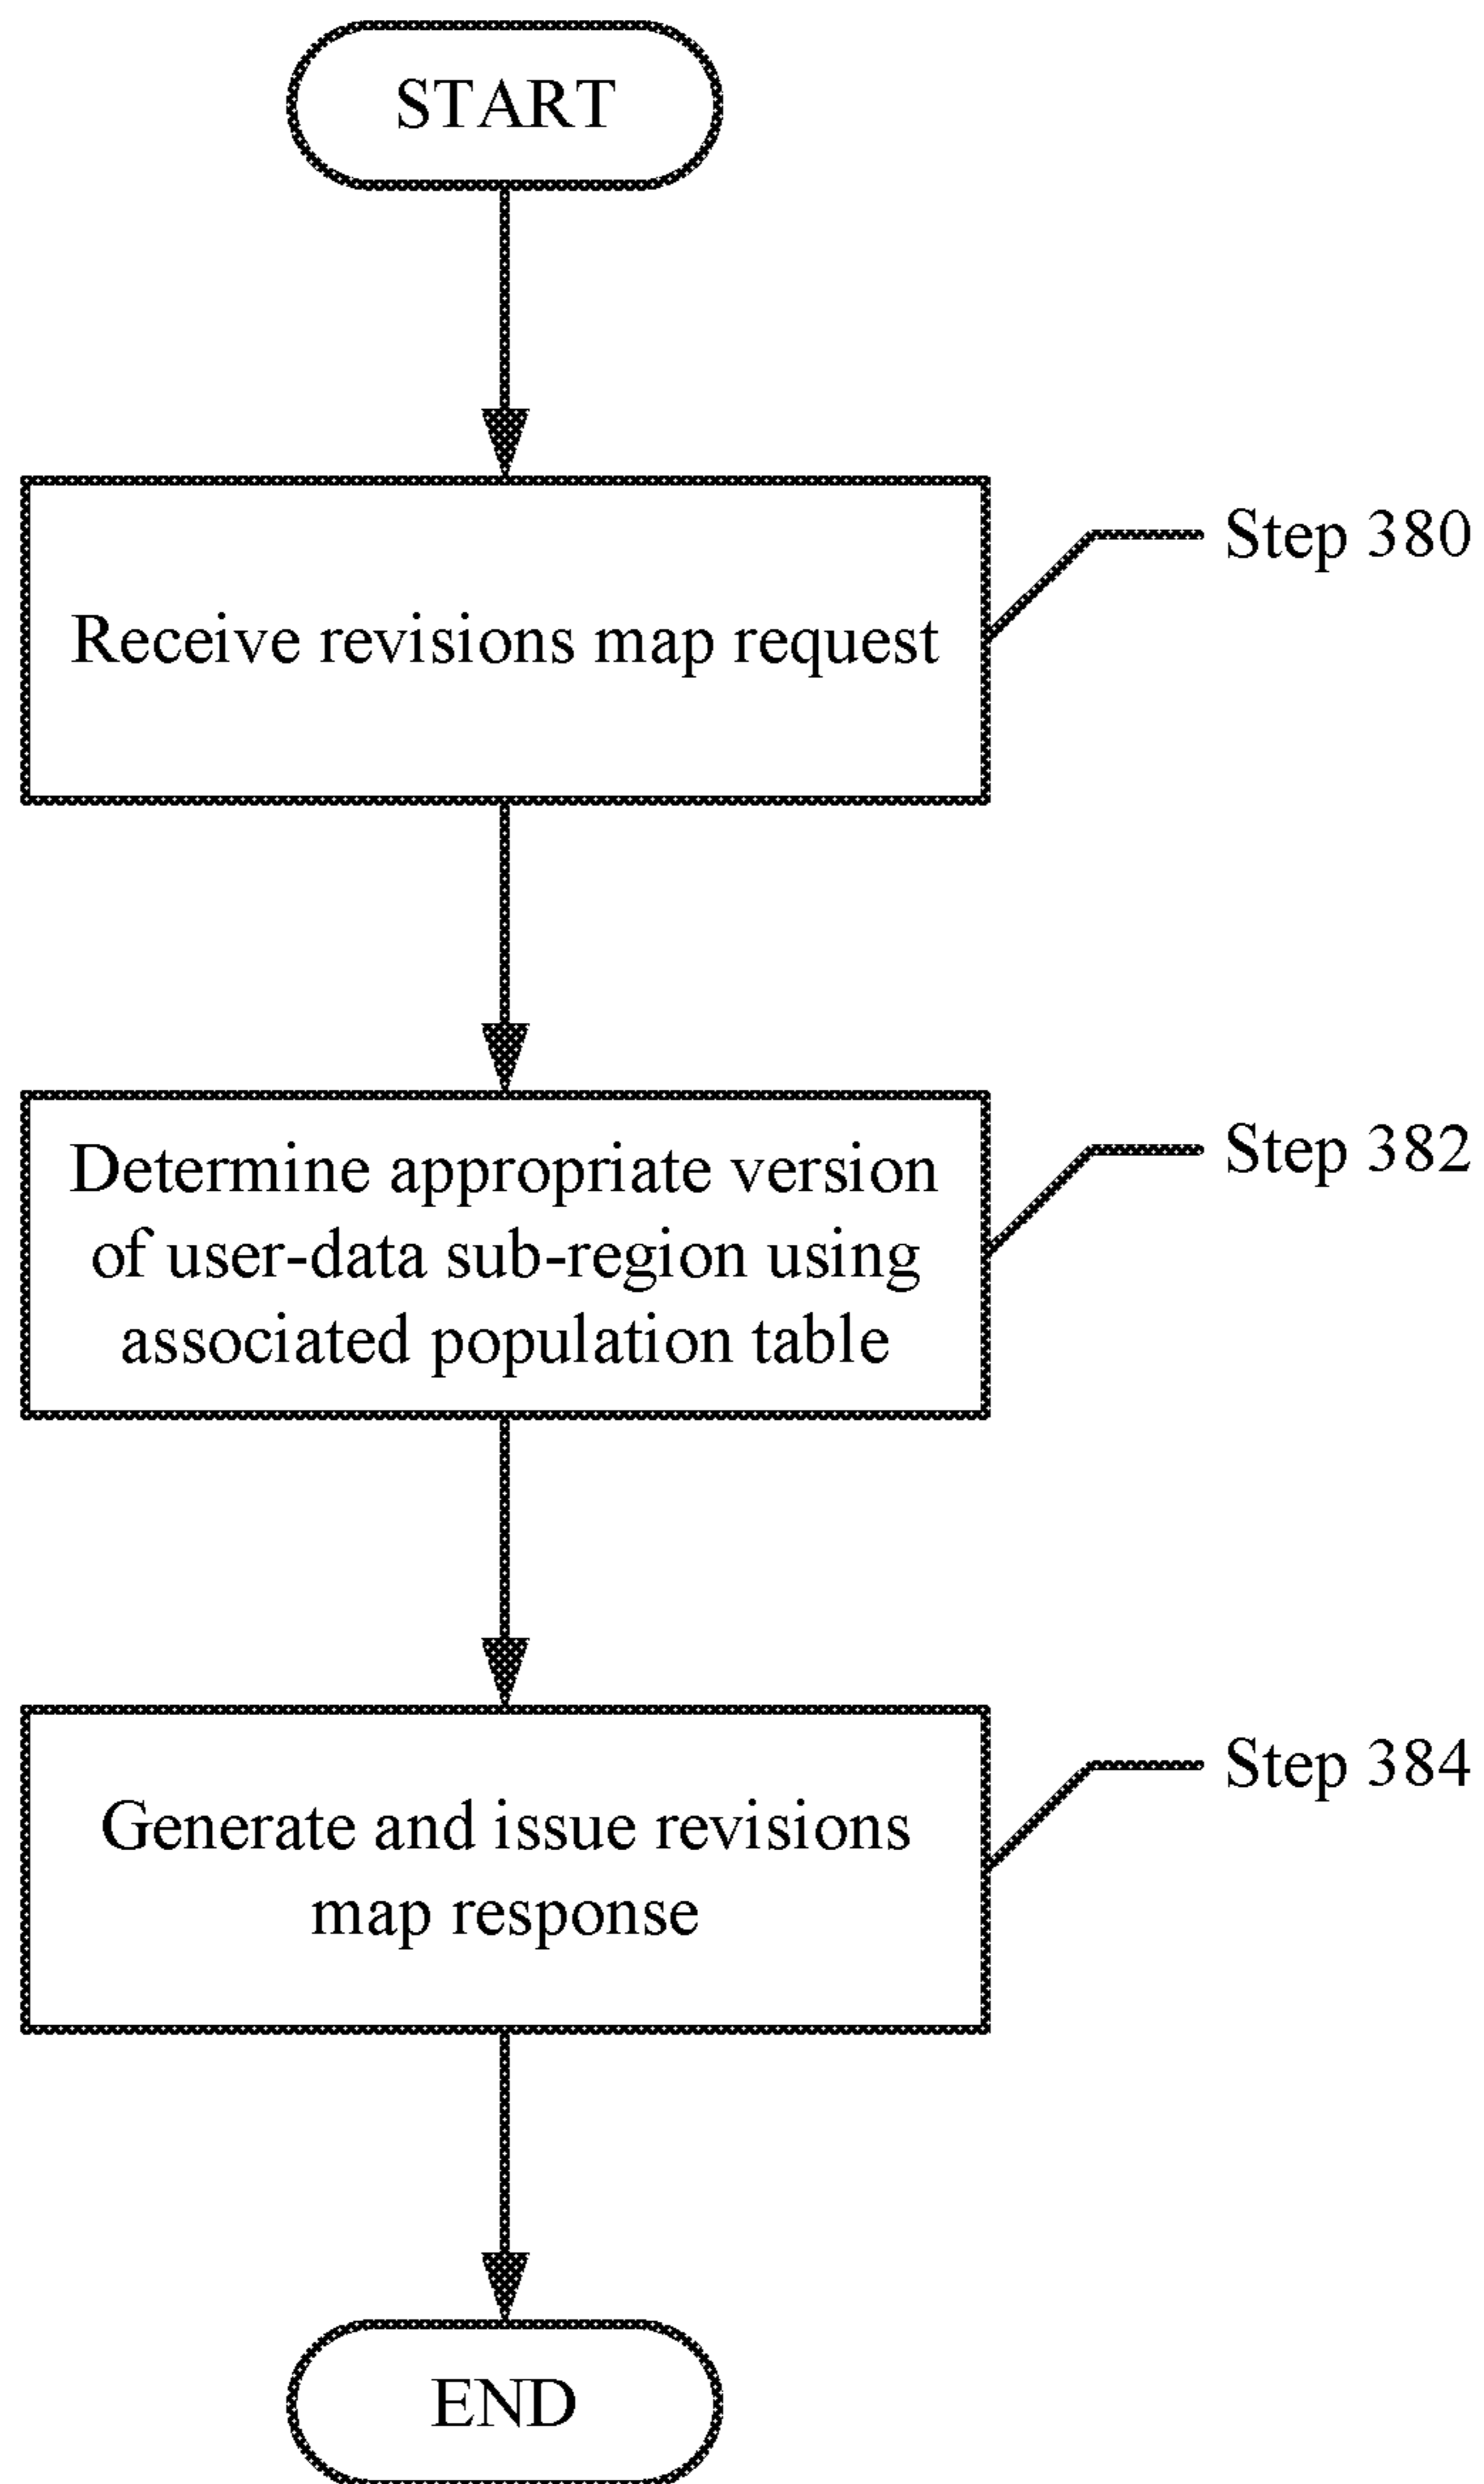 START
Receive revisions map request
Step 380
Determine appropriate version
of user-data sub-region using
associated population table
Step 382
Generate and issue revisions
map response
Step 384
END